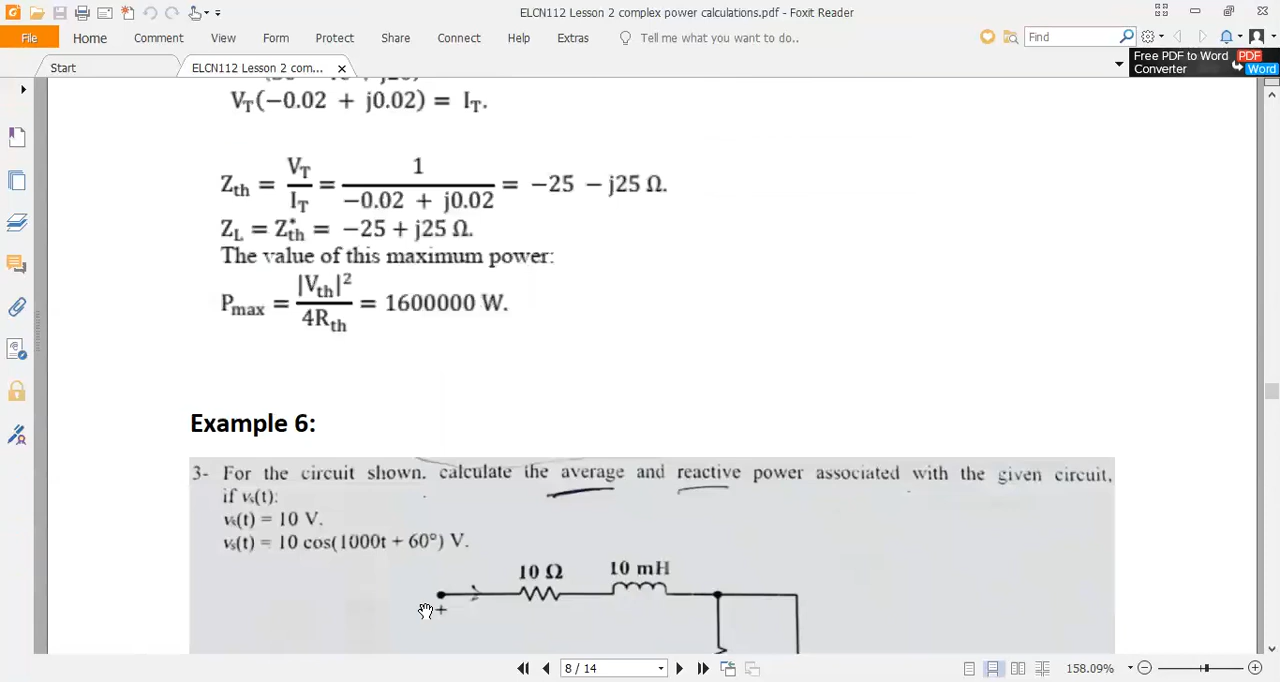 ELCN112 Lesson 2 complex power calculations.pdf - Foxit Reader
File Home Comment View Form Protect Share Connect Help Extras Tell me what you want to do.. Find
Start ELCN112 Lesson 2 com... × Free PDF to Word PDF
Converter Word
V_T(−0.02 + j0.02) = I_T.
Z_th = V_T / I_T = 1 / (−0.02 + j0.02) = −25 − j25 Ω.
Z_L = Z*_th = −25 + j25 Ω.
The value of this maximum power:
P_max = |V_th|² / 4R_th = 1600000 W.
Example 6:
3- For the circuit shown. calculate the average and reactive power associated with the given circuit,
if vₛ(t):
vₛ(t) = 10 V.
vₛ(t) = 10 cos(1000t + 60°) V.
10 Ω 10 mH
+
8 / 14 158.09%